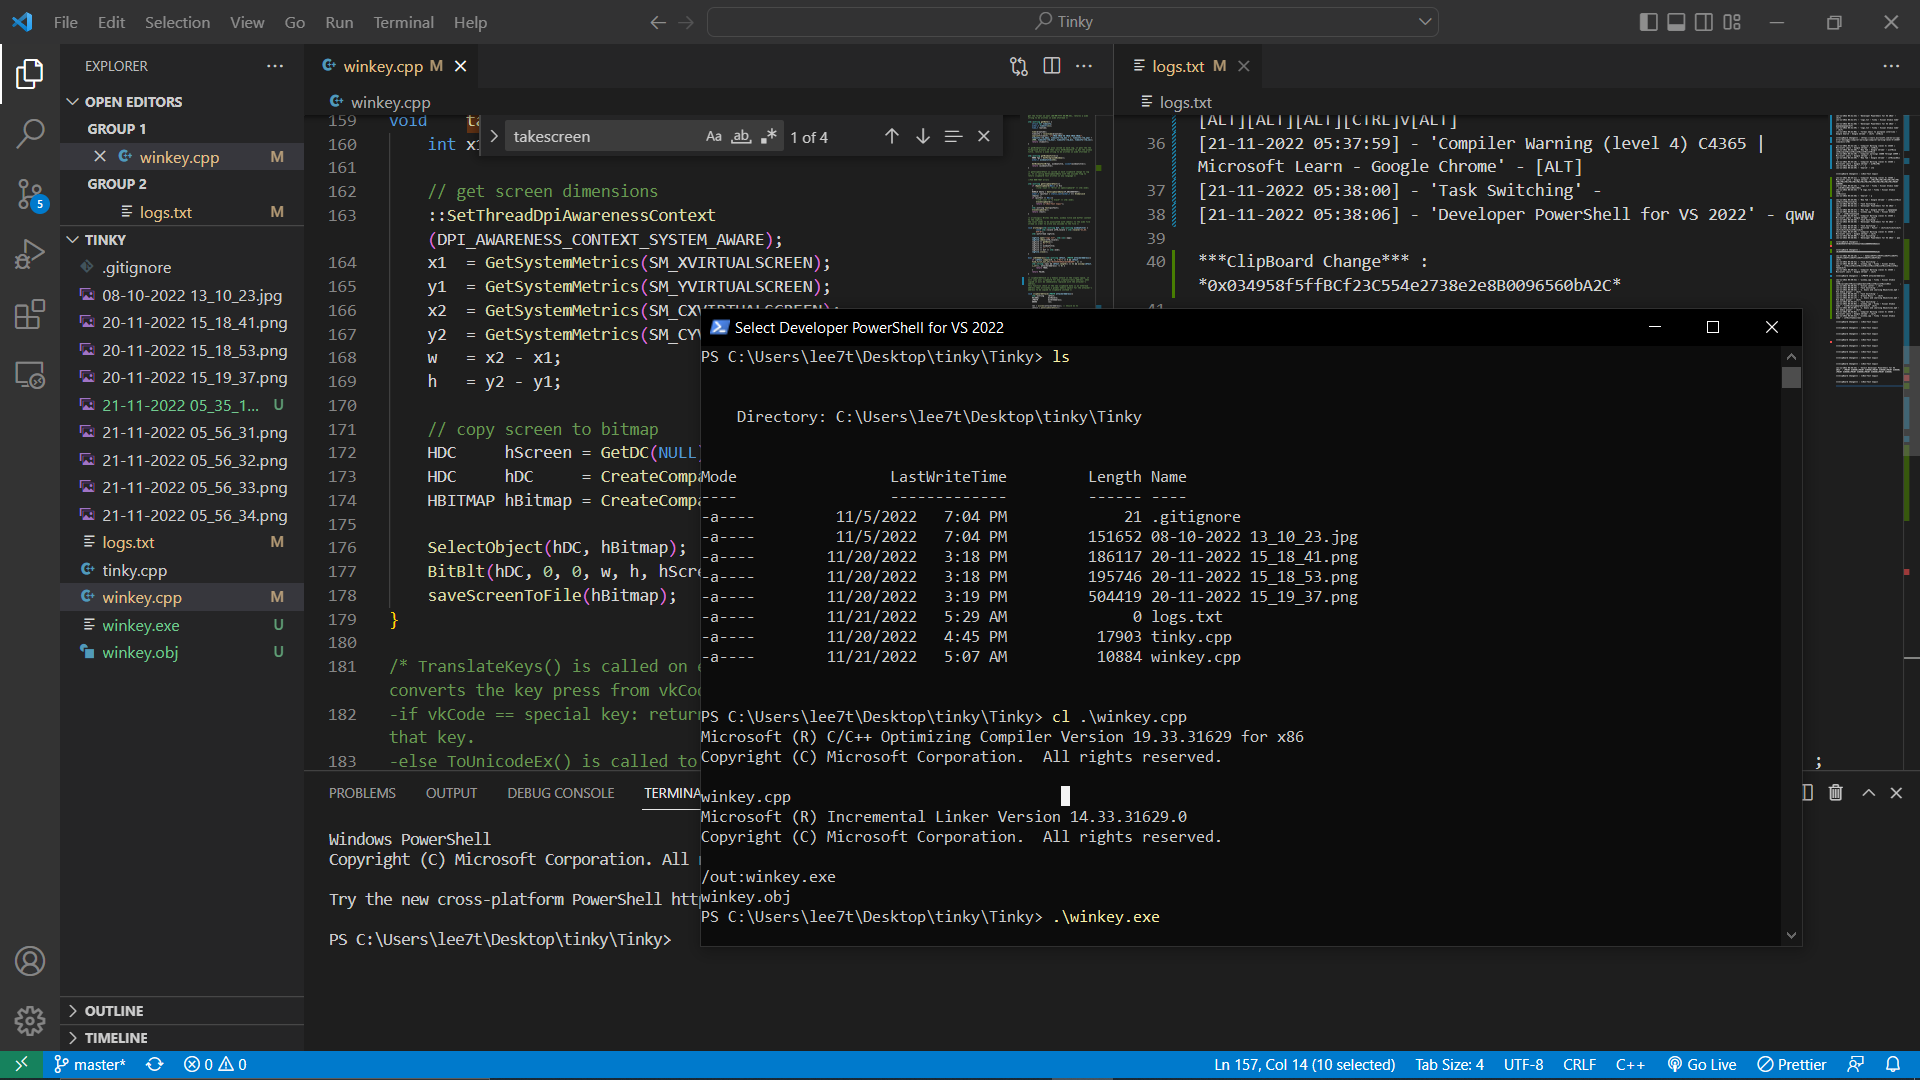 File Edit Selection View Go Run Terminal Help
Tinky
EXPLORER
OPEN EDITORS
GROUP 1
winkey.cpp M
GROUP 2
logs.txt M
TINKY
.gitignore
08-10-2022 13_10_23.jpg
20-11-2022 15_18_41.png
20-11-2022 15_18_53.png
20-11-2022 15_19_37.png
21-11-2022 05_35_1... U
21-11-2022 05_56_31.png
21-11-2022 05_56_32.png
21-11-2022 05_56_33.png
21-11-2022 05_56_34.png
logs.txt M
tinky.cpp
winkey.cpp M
winkey.exe U
winkey.obj U
OUTLINE
TIMELINE
winkey.cpp M
winkey.cpp
takescreen Aa ab 1 of 4
159 void
160 int x1
161
162 // get screen dimensions
163 ::SetThreadDpiAwarenessContext
(DPI_AWARENESS_CONTEXT_SYSTEM_AWARE);
164 x1 = GetSystemMetrics(SM_XVIRTUALSCREEN);
165 y1 = GetSystemMetrics(SM_YVIRTUALSCREEN);
166 x2 = GetSystemMetrics(SM_CXVIRTUALSCREEN);
167 y2 = GetSystemMetrics(SM_CY
168 w = x2 - x1;
169 h = y2 - y1;
170
171 // copy screen to bitmap
172 HDC hScreen = GetDC(NULL
173 HDC hDC = CreateCompa
174 HBITMAP hBitmap = CreateCompa
175
176 SelectObject(hDC, hBitmap);
177 BitBlt(hDC, 0, 0, w, h, hScre
178 saveScreenToFile(hBitmap);
179 }
180
181 /* TranslateKeys() is called on
converts the key press from vkCo
182 -if vkCode == special key: retur
that key.
183 -else ToUnicodeEx() is called to
logs.txt M
logs.txt
[ALT][ALT][ALT][CTRL]V[ALT]
36 [21-11-2022 05:37:59] - 'Compiler Warning (level 4) C4365 |
Microsoft Learn - Google Chrome' - [ALT]
37 [21-11-2022 05:38:00] - 'Task Switching' -
38 [21-11-2022 05:38:06] - 'Developer PowerShell for VS 2022' - qww
39
40 ***ClipBoard Change*** :
*0x034958f5ffBCf23C554e2738e2e8B0096560bA2C*
;
Select Developer PowerShell for VS 2022
PS C:\Users\lee7t\Desktop\tinky\Tinky> ls
Directory: C:\Users\lee7t\Desktop\tinky\Tinky
Mode LastWriteTime Length Name
---- ------------- ------ ----
-a---- 11/5/2022 7:04 PM 21 .gitignore
-a---- 11/5/2022 7:04 PM 151652 08-10-2022 13_10_23.jpg
-a---- 11/20/2022 3:18 PM 186117 20-11-2022 15_18_41.png
-a---- 11/20/2022 3:18 PM 195746 20-11-2022 15_18_53.png
-a---- 11/20/2022 3:19 PM 504419 20-11-2022 15_19_37.png
-a---- 11/21/2022 5:29 AM 0 logs.txt
-a---- 11/20/2022 4:45 PM 17903 tinky.cpp
-a---- 11/21/2022 5:07 AM 10884 winkey.cpp
PS C:\Users\lee7t\Desktop\tinky\Tinky> cl .\winkey.cpp
Microsoft (R) C/C++ Optimizing Compiler Version 19.33.31629 for x86
Copyright (C) Microsoft Corporation. All rights reserved.
winkey.cpp
Microsoft (R) Incremental Linker Version 14.33.31629.0
Copyright (C) Microsoft Corporation. All rights reserved.
/out:winkey.exe
winkey.obj
PS C:\Users\lee7t\Desktop\tinky\Tinky> .\winkey.exe
PROBLEMS OUTPUT DEBUG CONSOLE TERMINA
Windows PowerShell
Copyright (C) Microsoft Corporation. All
Try the new cross-platform PowerShell htt
PS C:\Users\lee7t\Desktop\tinky\Tinky>
5
master* 0 0 Ln 157, Col 14 (10 selected) Tab Size: 4 UTF-8 CRLF C++ Go Live Prettier